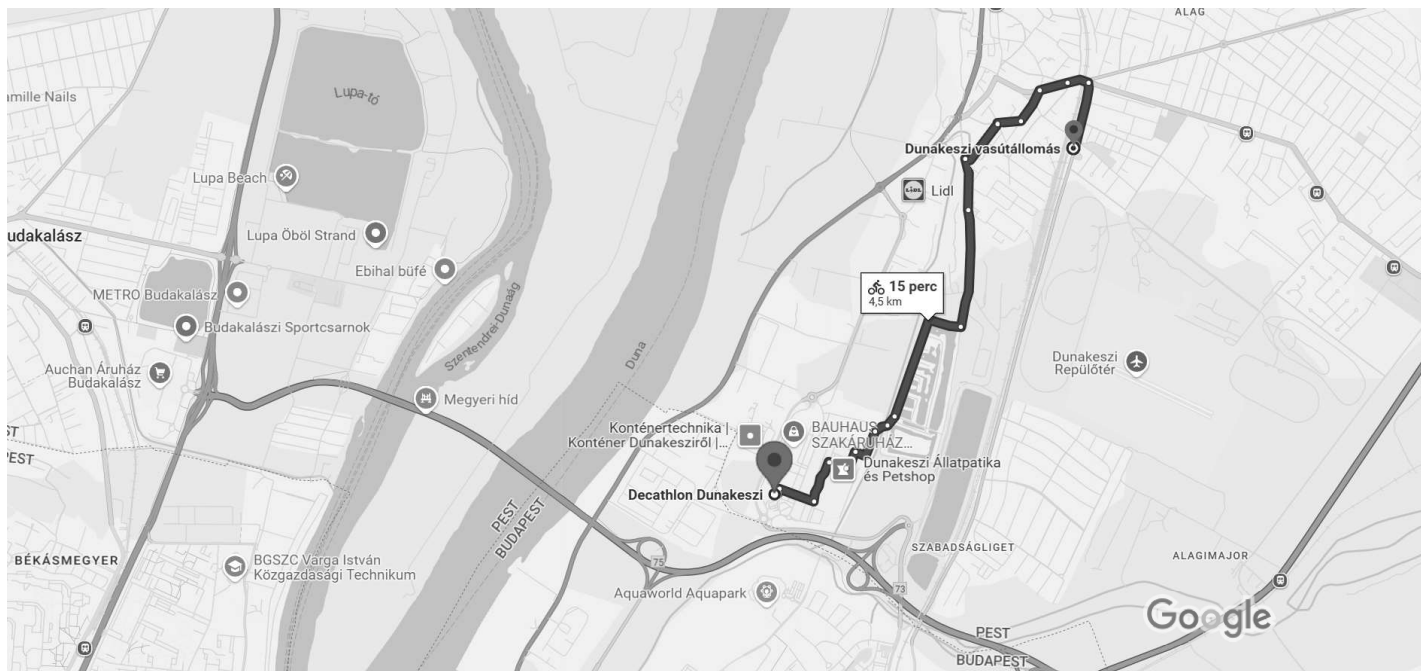 ALAG
Lupa-tó
amille Nails
Dunakeszi vasútállomás
Lupa Beach
Lidl
udakalász
Lupa Öböl Strand
Ebihal büfé
METRO Budakalász
15 perc
4,5 km
Budakalászi Sportcsarnok
Szentendrei-Dunaág
Duna
Auchan Áruház
Budakalász
Dunakeszi
Repülőtér
Megyeri híd
Konténertechnika |
Konténer Dunakesziről |...
BAUHAUS
SZAKÁRUHÁZ...
ST
PEST
Dunakeszi Állatpatika
és Petshop
Decathlon Dunakeszi
PEST
BUDAPEST
SZABADSÁGLIGET
ALAGIMAJOR
BÉKÁSMEGYER
BGSZC Varga István
Közgazdasági Technikum
75
73
Aquaworld Aquapark
Google
PEST
BUDAPEST